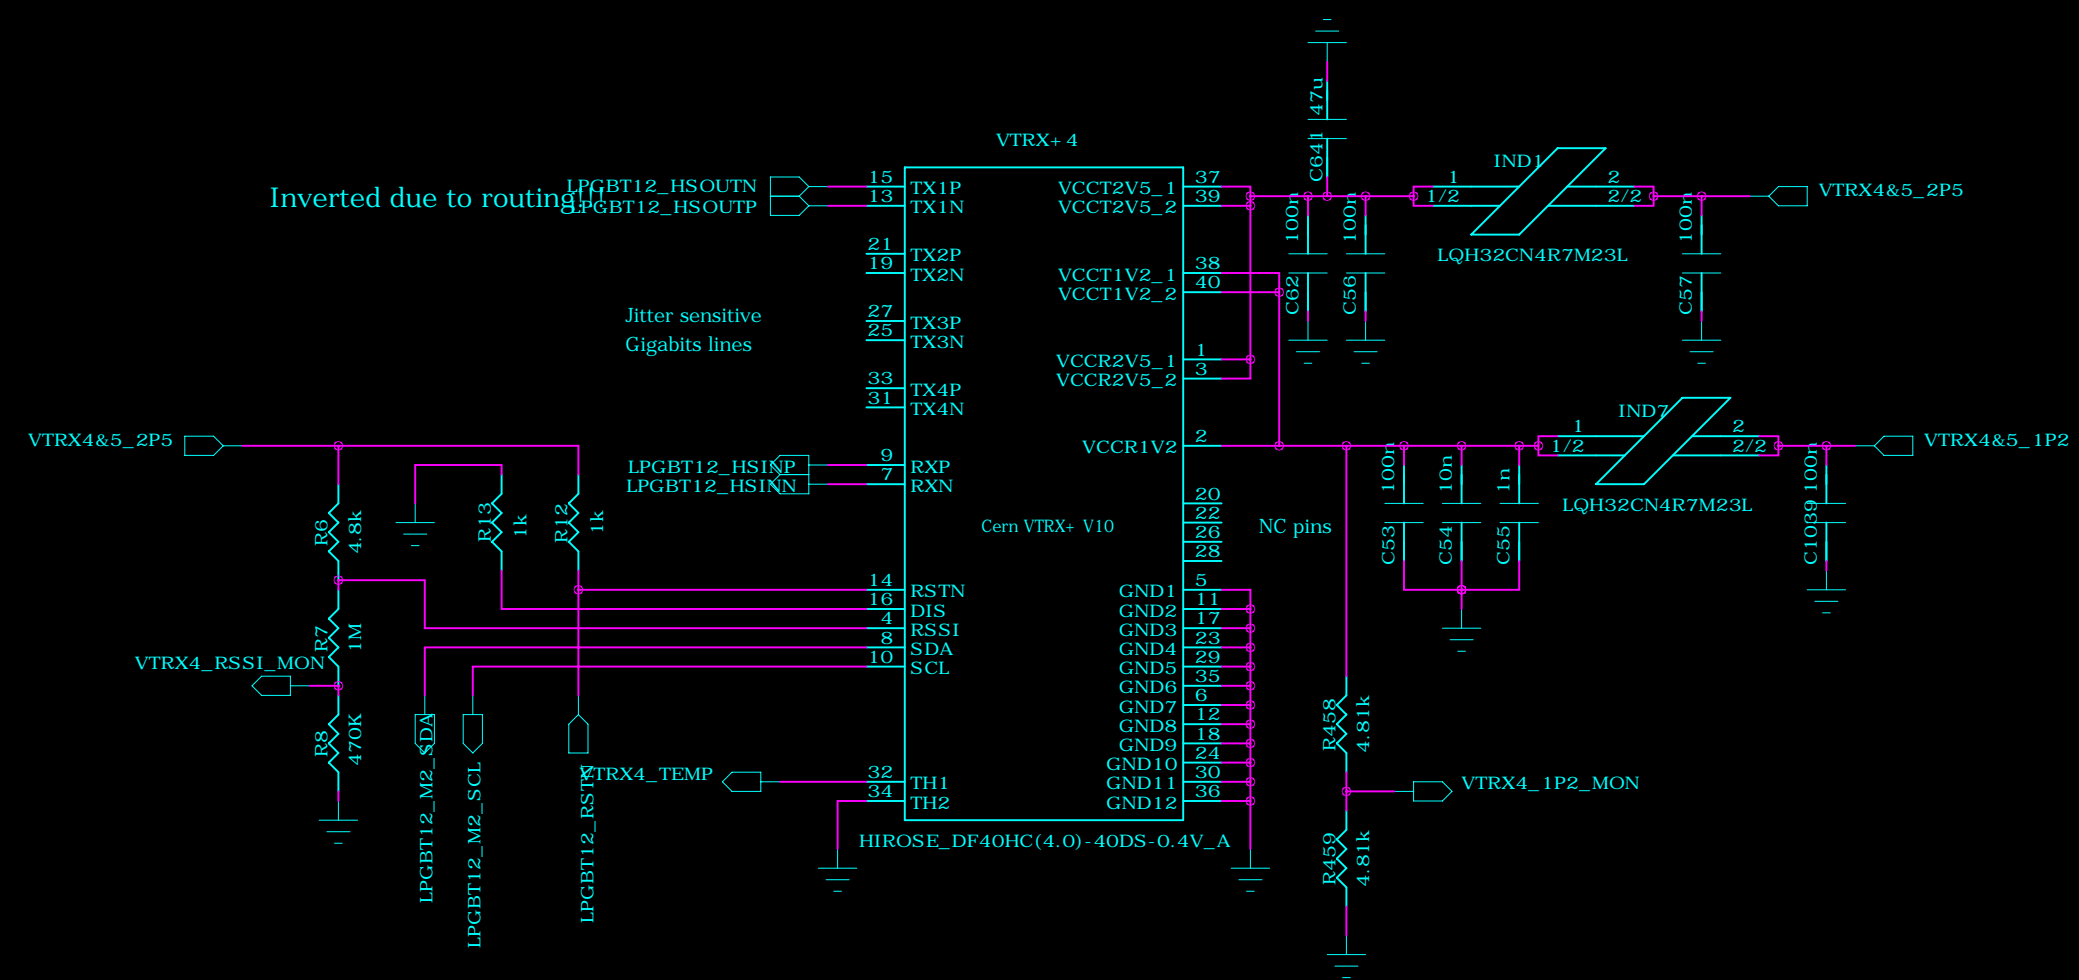 VTRX+ 4
Inverted due to routing!!!
LPGBT12_HSOUTN
LPGBT12_HSOUTP
15
13
TX1P
TX1N
21
19
TX2P
TX2N
27
25
TX3P
TX3N
33
31
TX4P
TX4N
Jitter sensitive
Gigabits lines
LPGBT12_HSINP
LPGBT12_HSINN
9
7
RXP
RXN
VTRX4&5_2P5
R6
4.8k
R13
1k
R12
1k
R7
1M
VTRX4_RSSI_MON
R8
470K
14
RSTN
16
DIS
4
RSSI
8
SDA
10
SCL
LPGBT12_M2_SDA
LPGBT12_M2_SCL
LPGBT12_RSTN
VTRX4_TEMP
32
TH1
34
TH2
Cern VTRX+ V10
HIROSE_DF40HC(4.0)-40DS-0.4V_A
VCCT2V5_1
37
VCCT2V5_2
39
VCCT1V2_1
38
VCCT1V2_2
40
VCCR2V5_1
1
VCCR2V5_2
3
VCCR1V2
2
20
22
26
28
NC pins
GND1
5
GND2
11
GND3
17
GND4
23
GND5
29
GND6
35
GND7
6
GND8
12
GND9
18
GND10
24
GND11
30
GND12
36
C641
47u
C62
100n
C56
100n
IND1
1
1/2
2
2/2
LQH32CN4R7M23L
C57
100n
VTRX4&5_2P5
C53
100n
C54
10n
C55
1n
IND7
1
1/2
2
2/2
LQH32CN4R7M23L
C1039
100n
VTRX4&5_1P2
R458
4.81k
VTRX4_1P2_MON
R459
4.81k